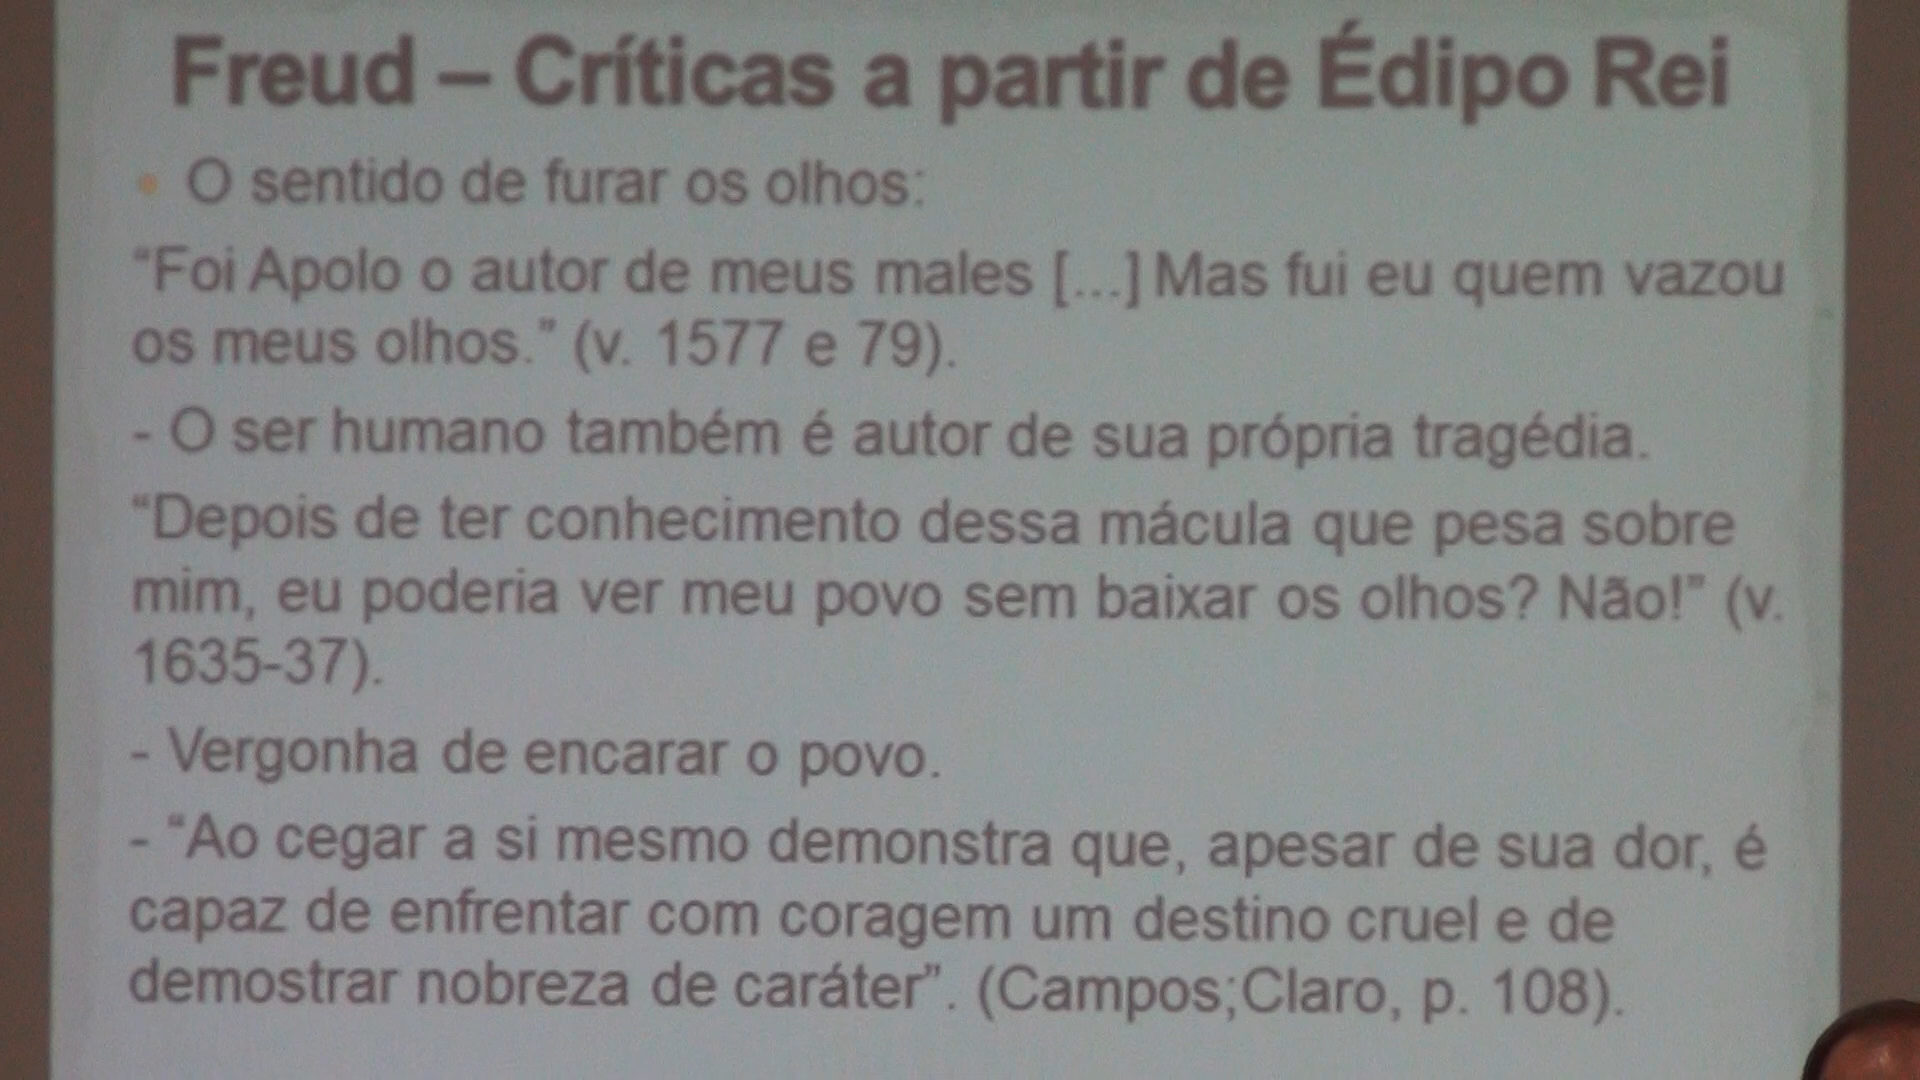 Freud – Críticas a partir de Édipo Rei
• O sentido de furar os olhos:
“Foi Apolo o autor de meus males [...] Mas fui eu quem vazou
os meus olhos.” (v. 1577 e 79).
- O ser humano também é autor de sua própria tragédia.
“Depois de ter conhecimento dessa mácula que pesa sobre
mim, eu poderia ver meu povo sem baixar os olhos? Não!” (v.
1635-37).
- Vergonha de encarar o povo.
- “Ao cegar a si mesmo demonstra que, apesar de sua dor, é
capaz de enfrentar com coragem um destino cruel e de
demostrar nobreza de caráter”. (Campos;Claro, p. 108).